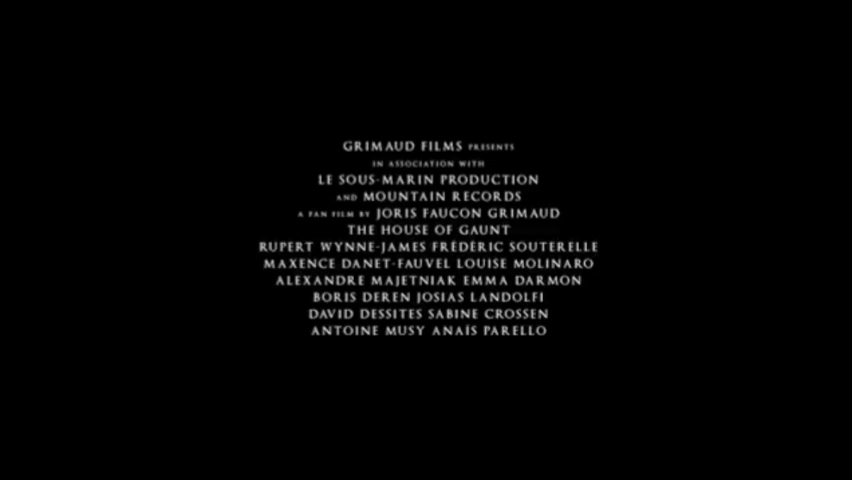 GRIMAUD FILMS PRESENTS
IN ASSOCIATION WITH
LE SOUS-MARIN PRODUCTION
AND MOUNTAIN RECORDS
A FAN FILM BY JORIS FAUCON GRIMAUD
THE HOUSE OF GAUNT
RUPERT WYNNE-JAMES FRÉDÉRIC SOUTERELLE
MAXENCE DANET-FAUVEL LOUISE MOLINARO
ALEXANDRE MAJETNIAK EMMA DARMON
BORIS DEREN JOSIAS LANDOLFI
DAVID DESSITES SABINE CROSSEN
ANTOINE MUSY ANAÏS PARELLO